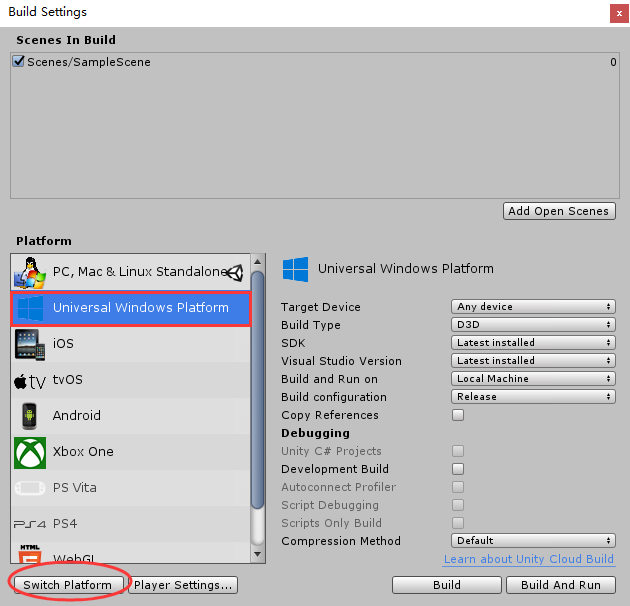 Build Settings
x
Scenes In Build
Scenes/SampleScene 0
Add Open Scenes
Platform
PC, Mac & Linux Standalone
Universal Windows Platform
iOS
tv tvOS
Android
Xbox One
PS Vita
PS4 PS4
HTML
WebGL
Switch Platform
Player Settings...
Universal Windows Platform
Target Device Any device
Build Type D3D
SDK Latest installed
Visual Studio Version Latest installed
Build and Run on Local Machine
Build configuration Release
Copy References
Debugging
Unity C# Projects
Development Build
Autoconnect Profiler
Script Debugging
Scripts Only Build
Compression Method Default
Learn about Unity Cloud Build
Build
Build And Run